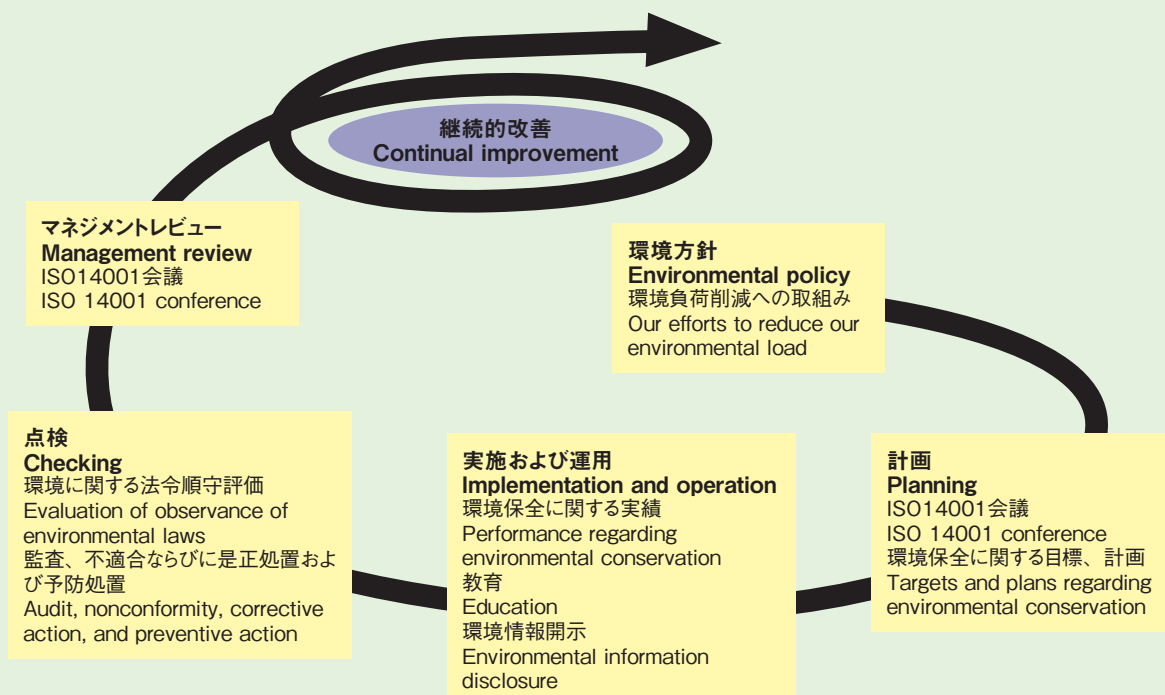 継続的改善
Continual improvement
マネジメントレビュー
Management review
ISO14001会議
ISO 14001 conference
環境方針
Environmental policy
環境負荷削減への取組み
Our efforts to reduce our
environmental load
点検
Checking
環境に関する法令順守評価
Evaluation of observance of
environmental laws
監査、不適合ならびに是正処置およ
び予防処置
Audit, nonconformity, corrective
action, and preventive action
実施および運用
Implementation and operation
環境保全に関する実績
Performance regarding
environmental conservation
教育
Education
環境情報開示
Environmental information
disclosure
計画
Planning
ISO14001会議
ISO 14001 conference
環境保全に関する目標、計画
Targets and plans regarding
environmental conservation